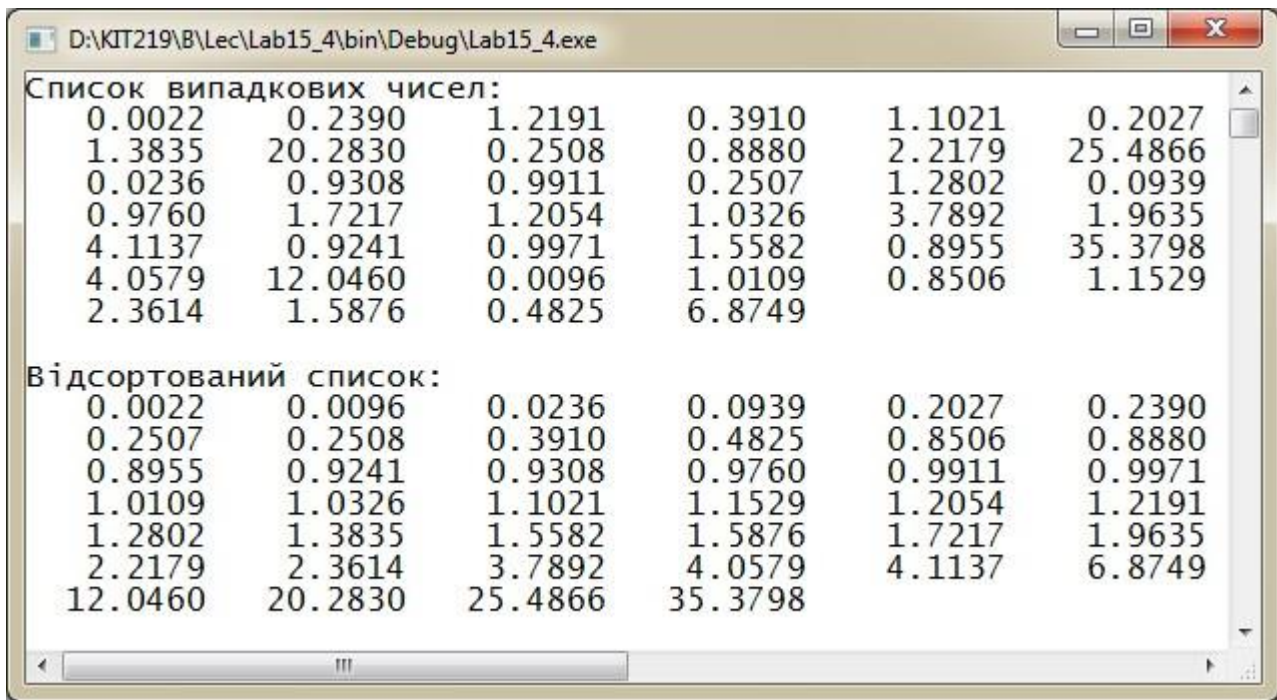 D:\KIT219\B\Lec\Lab15_4\bin\Debug\Lab15_4.exe
Список випадкових чисел:
0.0022 0.2390 1.2191 0.3910 1.1021 0.2027
1.3835 20.2830 0.2508 0.8880 2.2179 25.4866
0.0236 0.9308 0.9911 0.2507 1.2802 0.0939
0.9760 1.7217 1.2054 1.0326 3.7892 1.9635
4.1137 0.9241 0.9971 1.5582 0.8955 35.3798
4.0579 12.0460 0.0096 1.0109 0.8506 1.1529
2.3614 1.5876 0.4825 6.8749
Відсортований список:
0.0022 0.0096 0.0236 0.0939 0.2027 0.2390
0.2507 0.2508 0.3910 0.4825 0.8506 0.8880
0.8955 0.9241 0.9308 0.9760 0.9911 0.9971
1.0109 1.0326 1.1021 1.1529 1.2054 1.2191
1.2802 1.3835 1.5582 1.5876 1.7217 1.9635
2.2179 2.3614 3.7892 4.0579 4.1137 6.8749
12.0460 20.2830 25.4866 35.3798